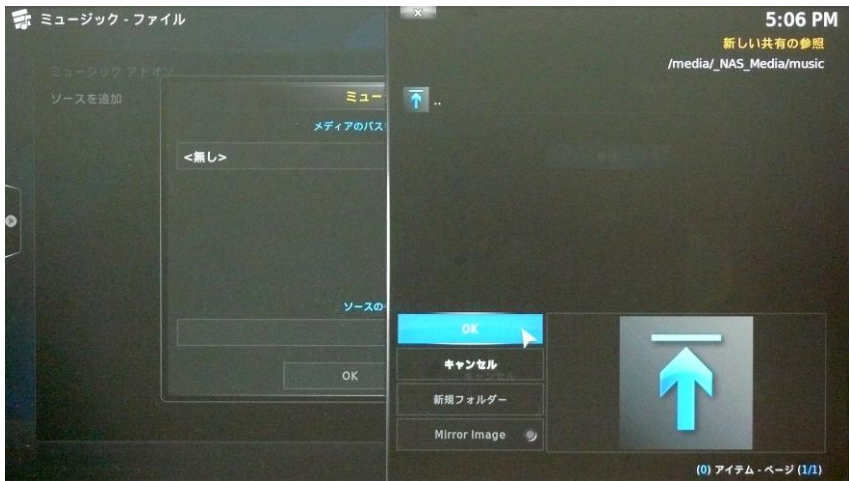 ミュージック - ファイル
5:06 PM
新しい共有の参照
/media/_NAS_Media/music
ミュージック アドオン
ソースを追加
ミュー
メディアのパス
<無し>
ソースの
OK
..
OK
キャンセル
新規フォルダー
Mirror Image
(0) アイテム - ページ (1/1)